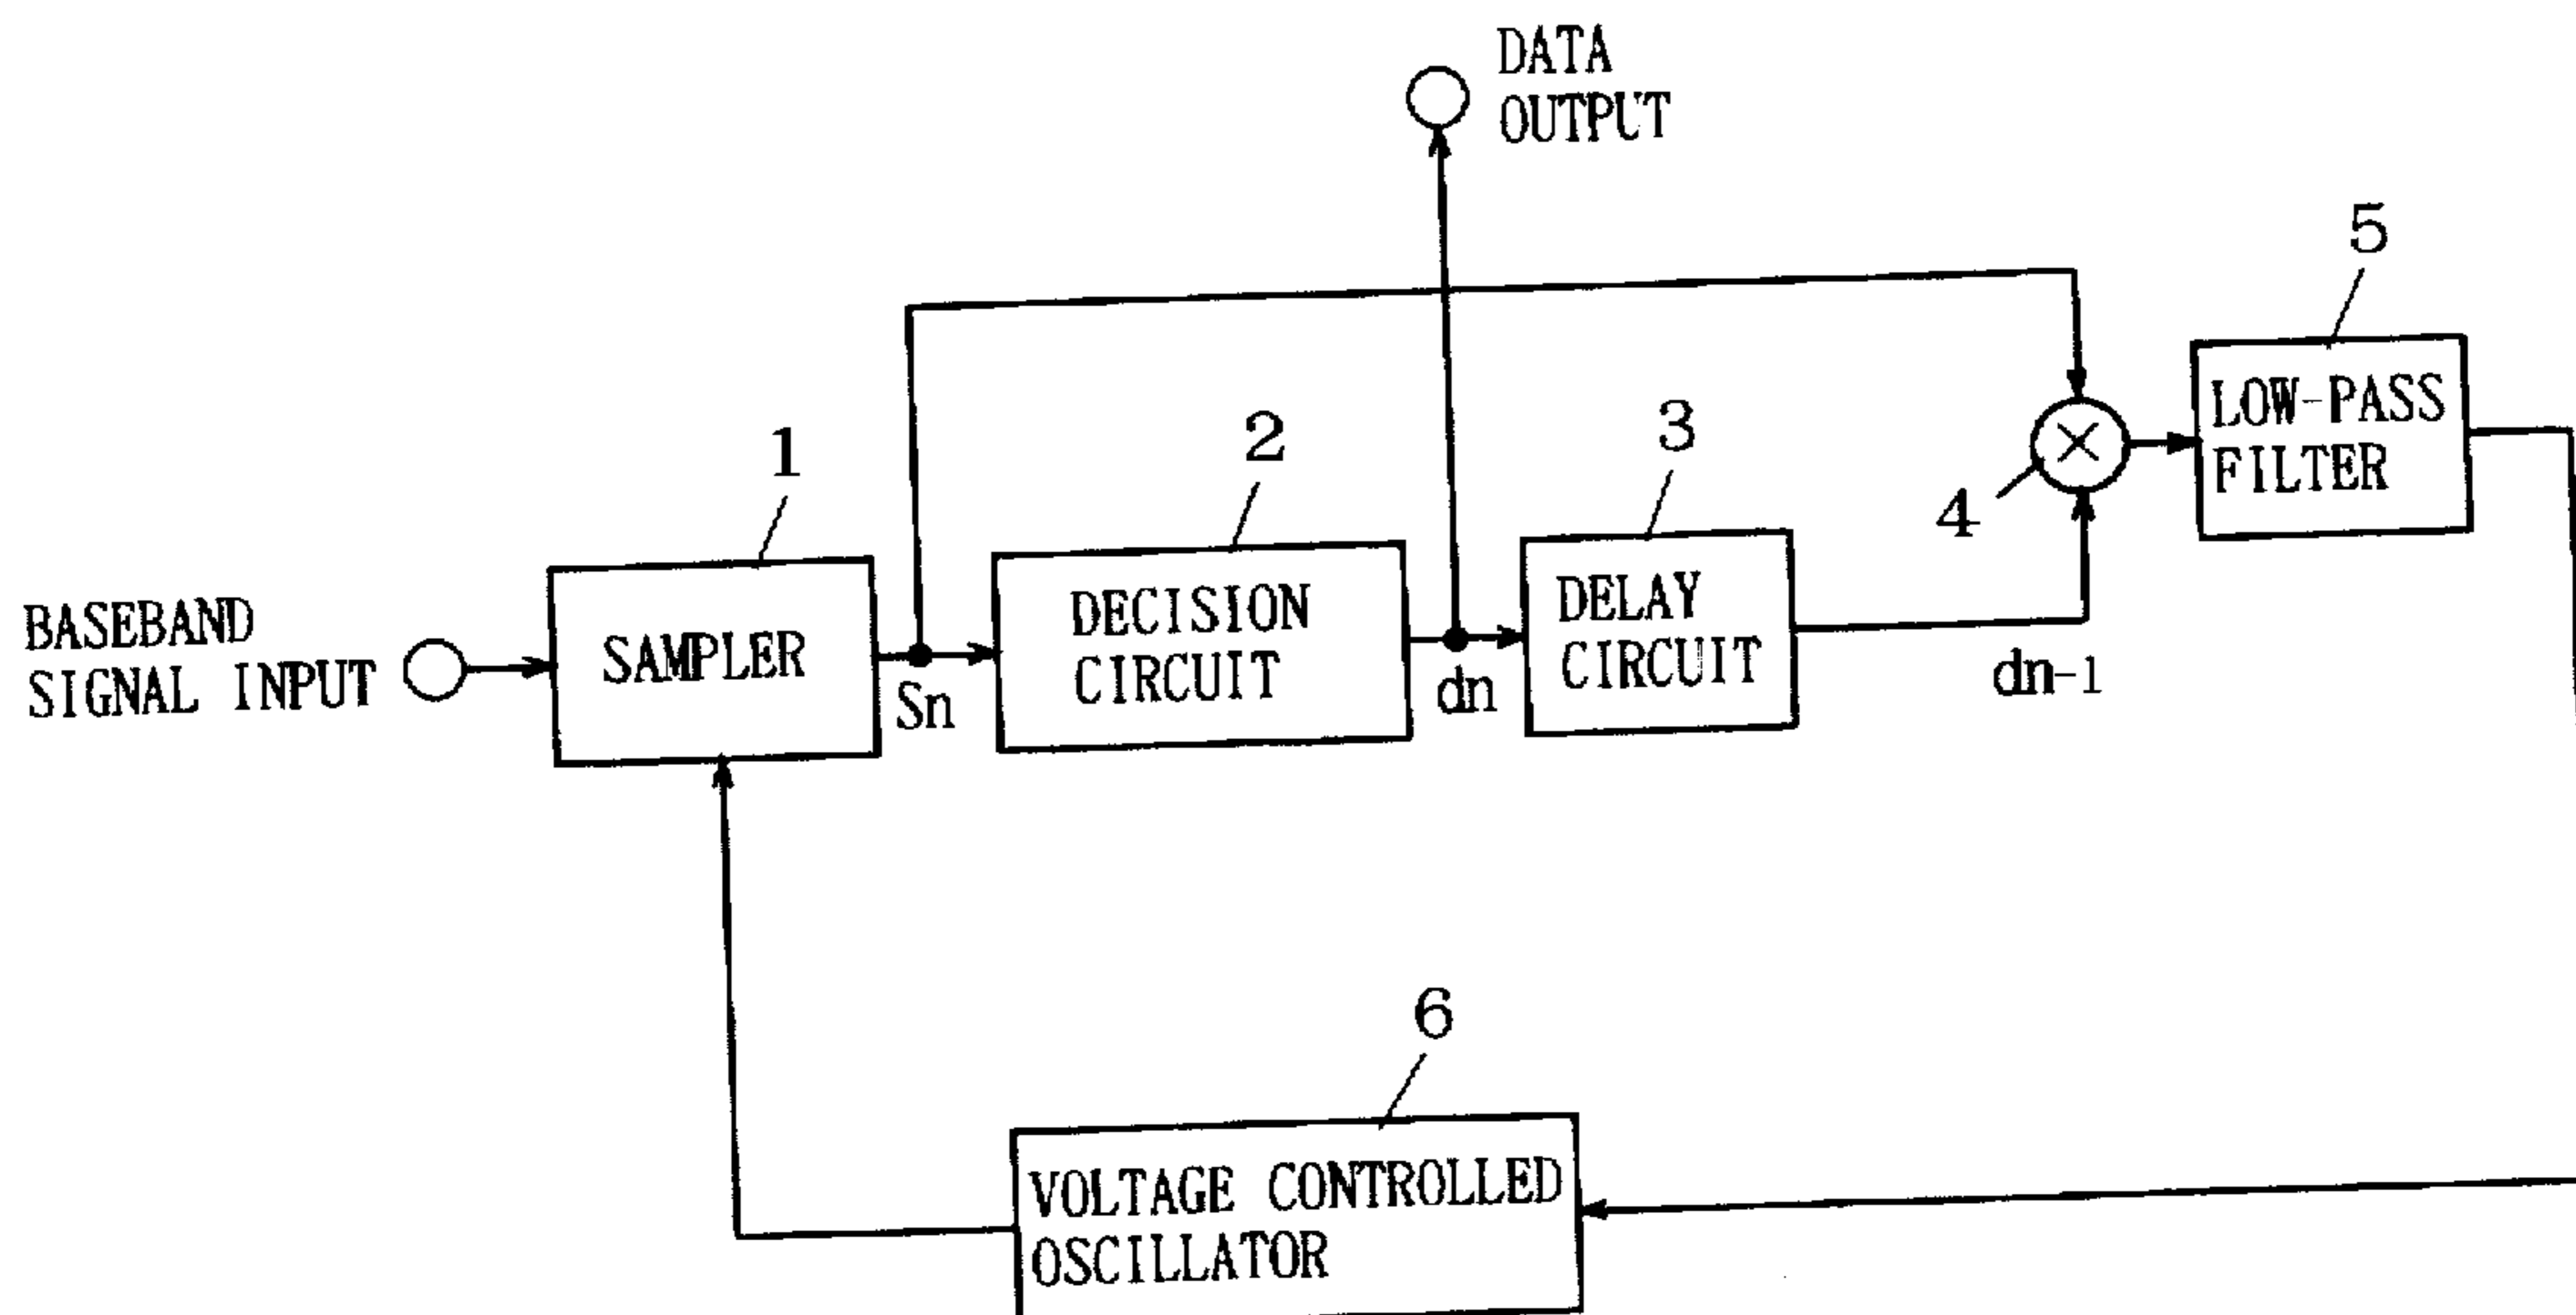 DATA
OUTPUT
5
LOW-PASS
FILTER
1
2
3
4
BASEBAND
SIGNAL INPUT
SAMPLER
Sn
DECISION
CIRCUIT
dn
DELAY
CIRCUIT
dn-1
6
VOLTAGE CONTROLLED
OSCILLATOR